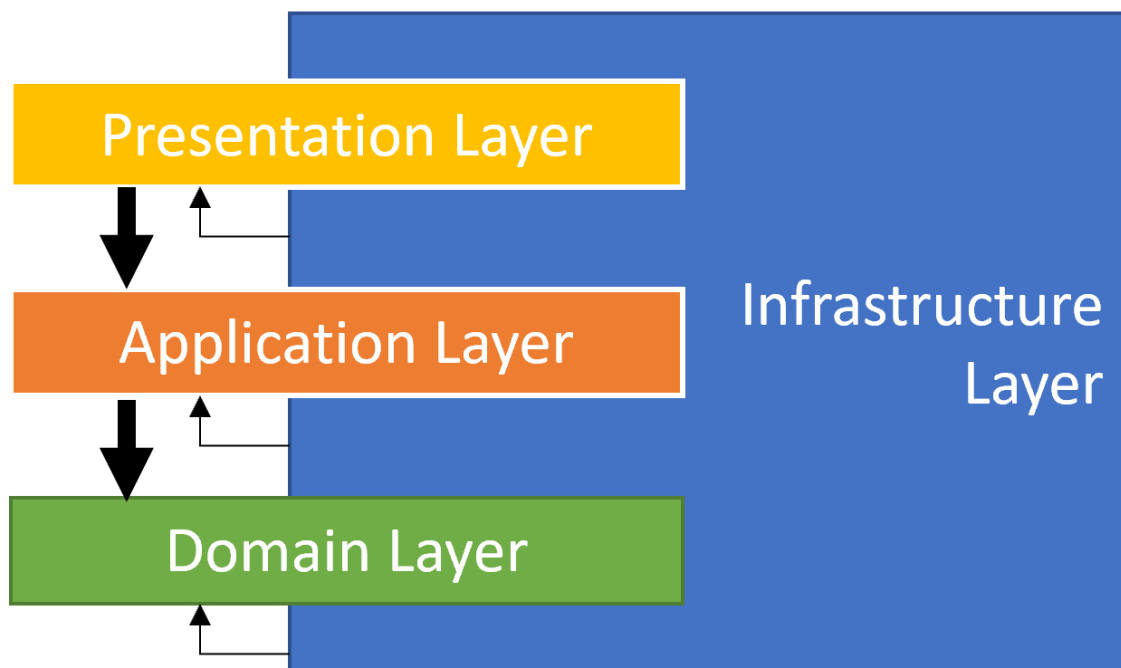 Presentation Layer
Application Layer
Infrastructure
Layer
Domain Layer